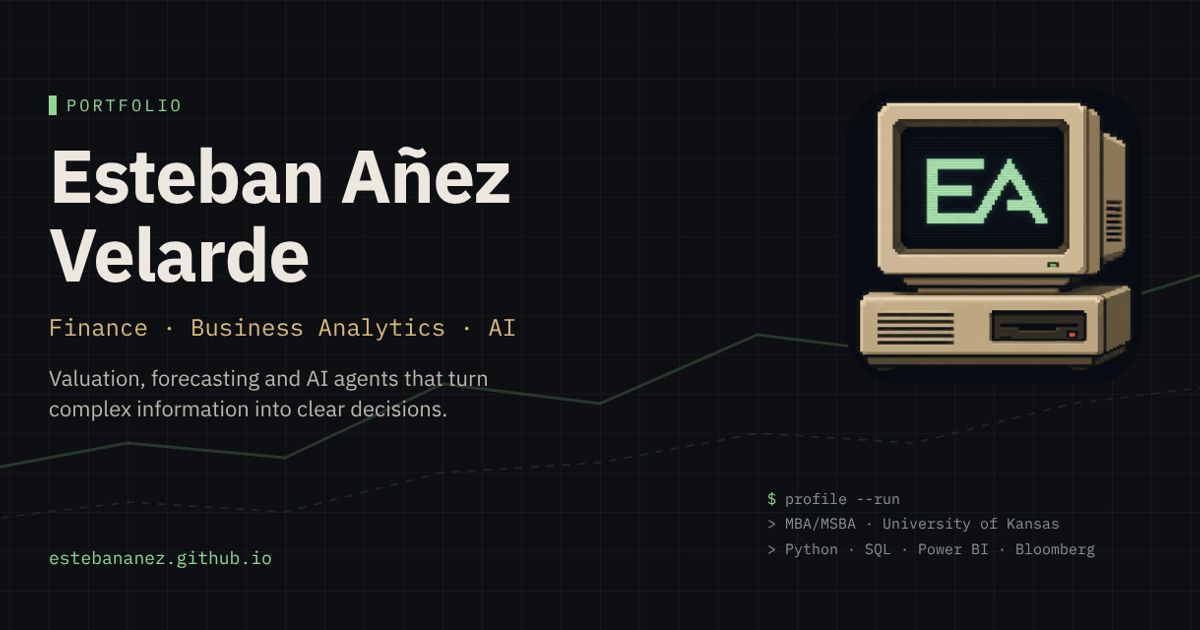 PORTFOLIO
Esteban Añez
Velarde
Finance · Business Analytics · AI
Valuation, forecasting and AI agents that turn
complex information into clear decisions.
estebananez.github.io
EA
$ profile --run
> MBA/MSBA · University of Kansas
> Python · SQL · Power BI · Bloomberg